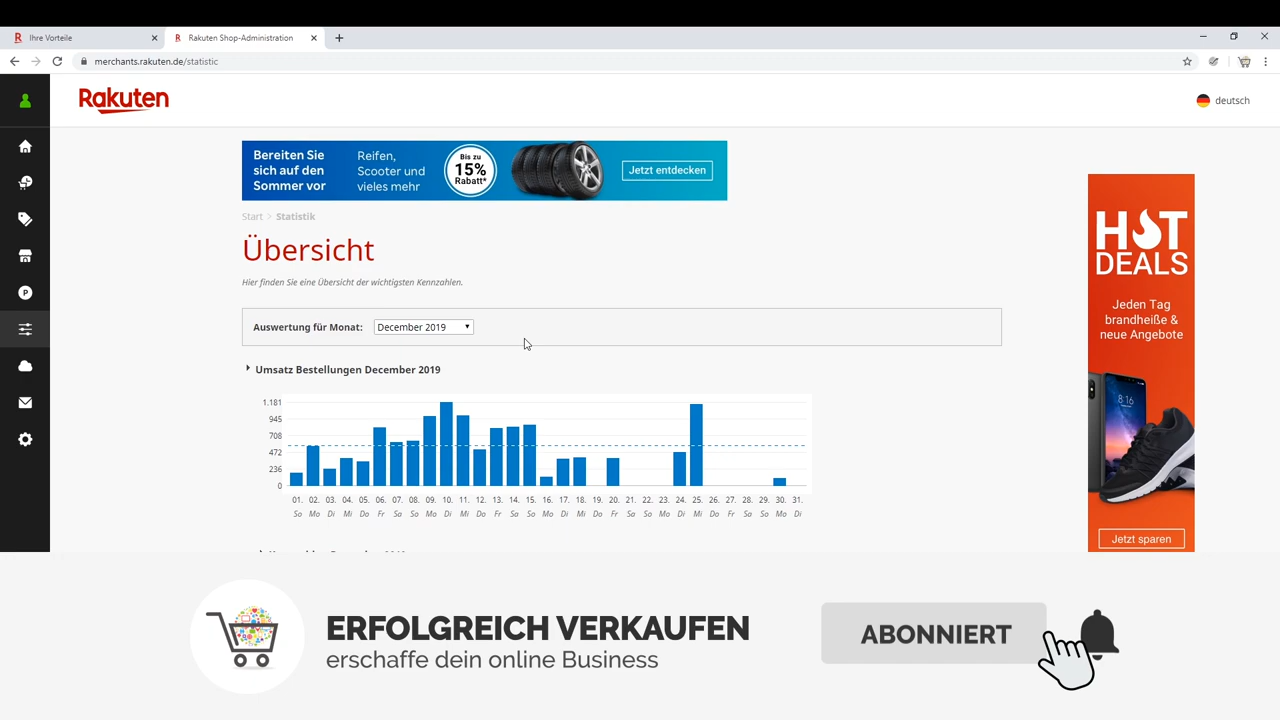 Ihre Vorteile
Rakuten Shop-Administration
merchants.rakuten.de/statistic
Rakuten
deutsch
Bereiten Sie
sich auf den
Sommer vor
Reifen,
Scooter und
vieles mehr
Bis zu
15%
Rabatt*
Jetzt entdecken
Start > Statistik
Übersicht
Hier finden Sie eine Übersicht der wichtigsten Kennzahlen.
Auswertung für Monat: December 2019
Umsatz Bestellungen December 2019
1.181
945
708
472
236
0
01. 02. 03. 04. 05. 06. 07. 08. 09. 10. 11. 12. 13. 14. 15. 16. 17. 18. 19. 20. 21. 22. 23. 24. 25. 26. 27. 28. 29. 30. 31.
So Mo Di Mi Do Fr Sa So Mo Di Mi Do Fr Sa So Mo Di Mi Do Fr Sa So Mo Di Mi Do Fr Sa So Mo Di
HOT
DEALS
Jeden Tag
brandheiße &
neue Angebote
8:16
Jetzt sparen
ERFOLGREICH VERKAUFEN
erschaffe dein online Business
ABONNIERT